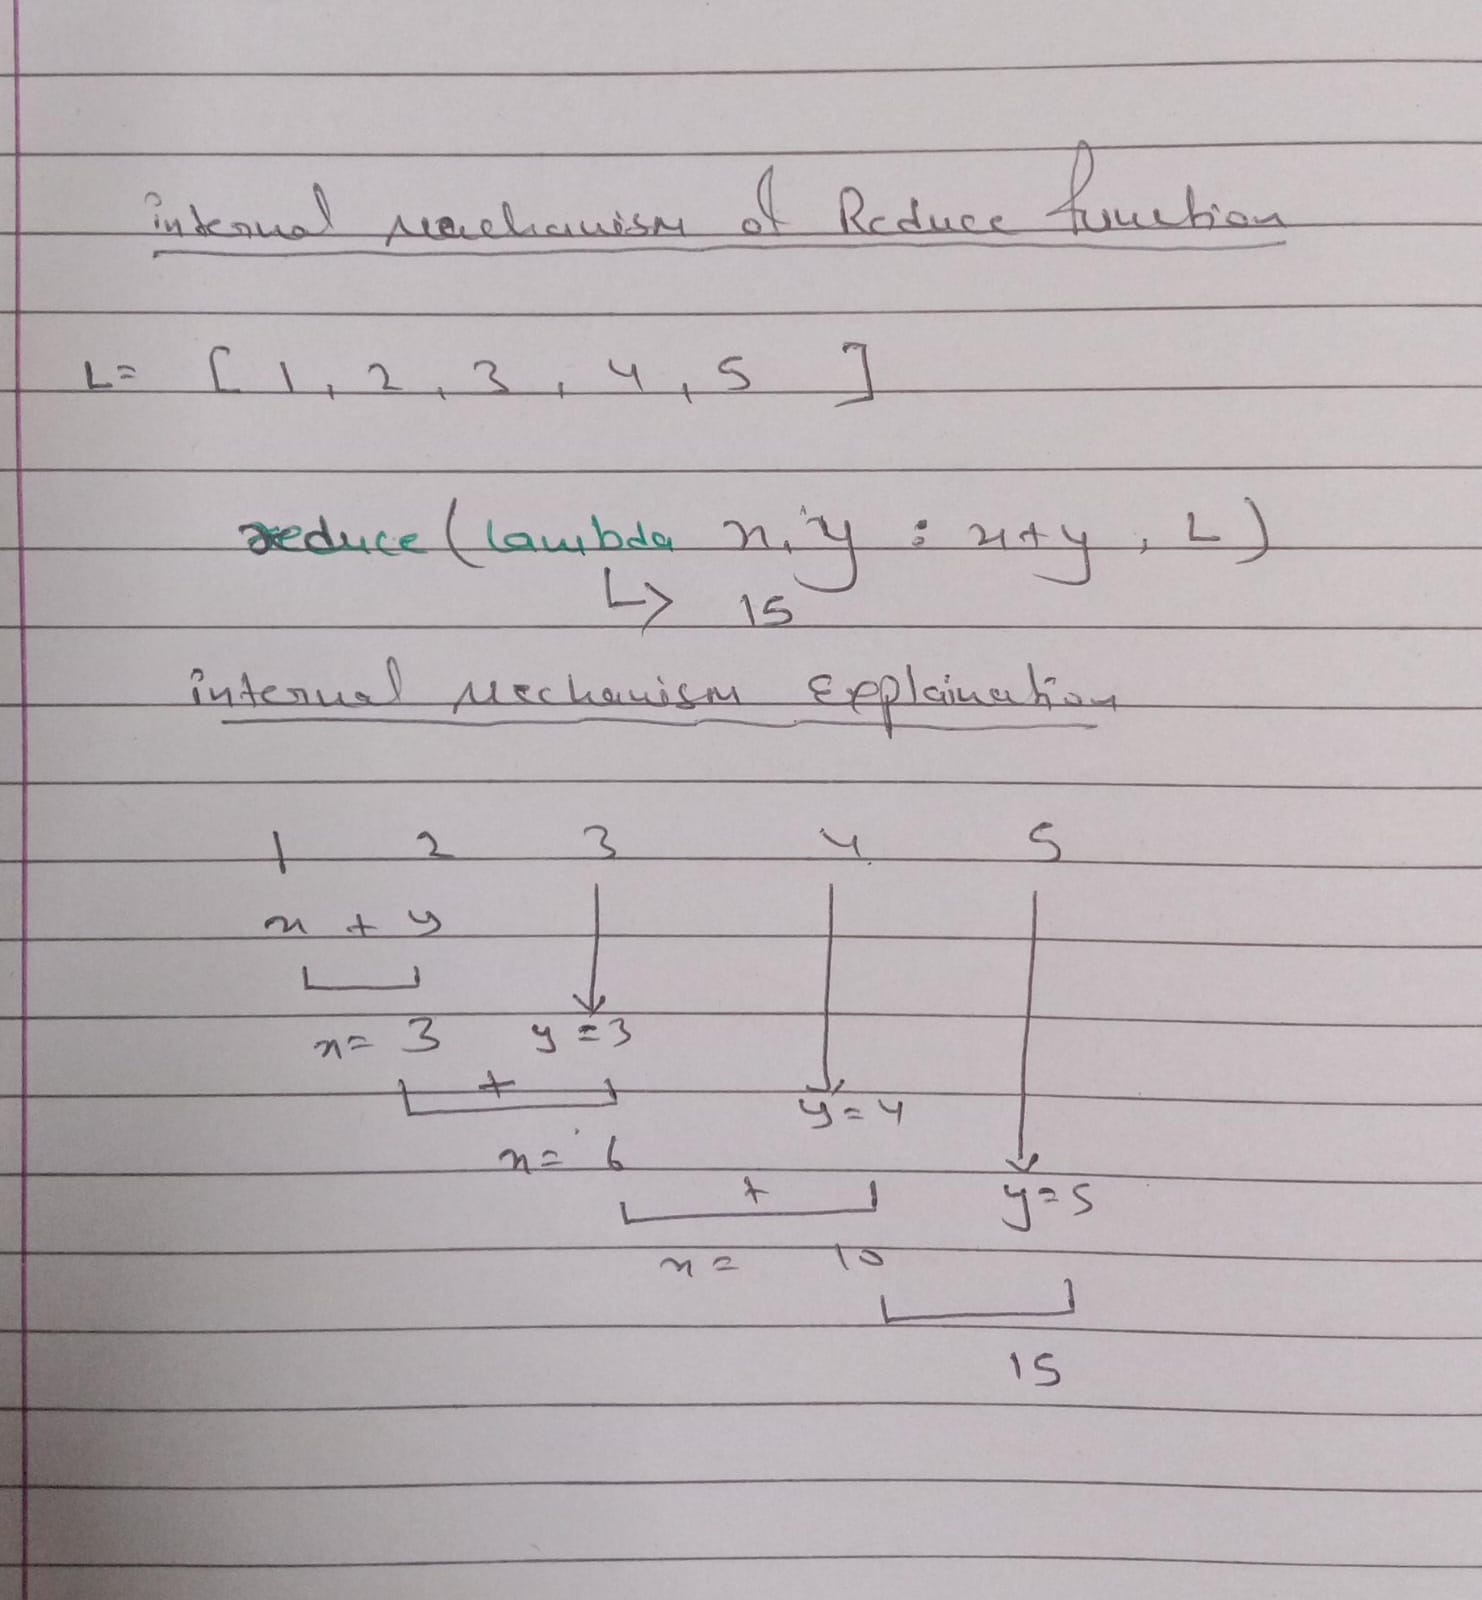 internal mechanism of Reduce function
L= [ 1, 2, 3, 4, 5 ]
reduce (lambda x, y : x+y, L)
↳ 15
internal Mechanism Explaination
1 2 3 4 5
x + y
x= 3 y=3
+
y=4
x= 6
+
y=5
x= 10
15